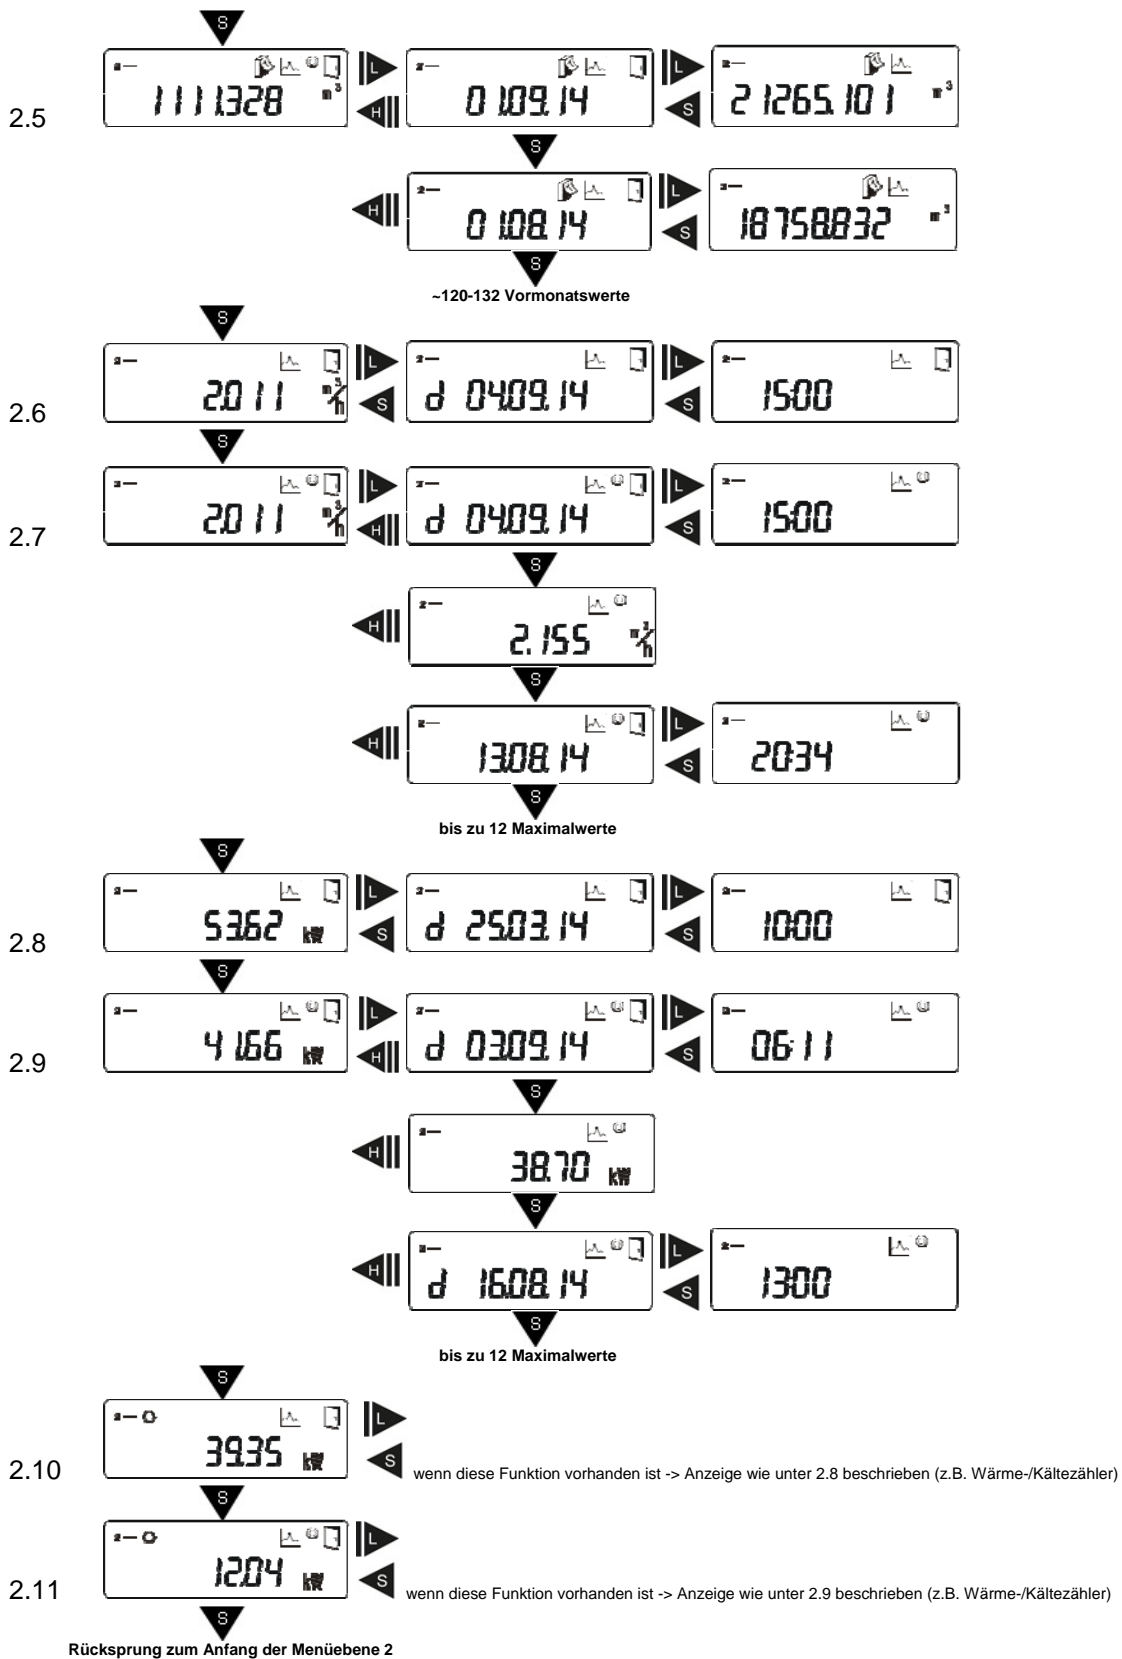 S
2.5 1111.328 m³ L H 01.09.14 L S 21265.101 m³
S
H 01.08.14 L S 18758.832 m³
S
~120-132 Vormonatswerte
S
2.6 2.011 m³/h L S d 04.09.14 L S 15:00
S
2.7 2.011 m³/h L H d 04.09.14 L S 15:00
S
H 2.155 m³/h
S
H 13.08.14 L S 20:34
S
bis zu 12 Maximalwerte
S
2.8 53.62 kW L S d 25.03.14 L S 10:00
S
2.9 41.66 kW L H d 03.09.14 L S 06:11
S
H 38.70 kW
S
H d 16.08.14 L S 13:00
S
bis zu 12 Maximalwerte
S
2.10 39.35 kW L S wenn diese Funktion vorhanden ist -> Anzeige wie unter 2.8 beschrieben (z.B. Wärme-/Kältezähler)
S
2.11 12.04 kW L S wenn diese Funktion vorhanden ist -> Anzeige wie unter 2.9 beschrieben (z.B. Wärme-/Kältezähler)
S
Rücksprung zum Anfang der Menüebene 2